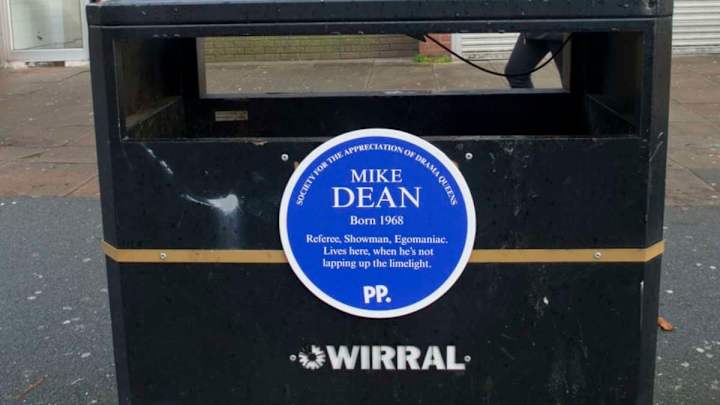 SOCIETY FOR THE APPRECIATION OF DRAMA QUEENS
MIKE
DEAN
Born 1968
Referee, Showman, Egomaniac.
Lives here, when he's not
lapping up the limelight.
PP.
WIRRAL